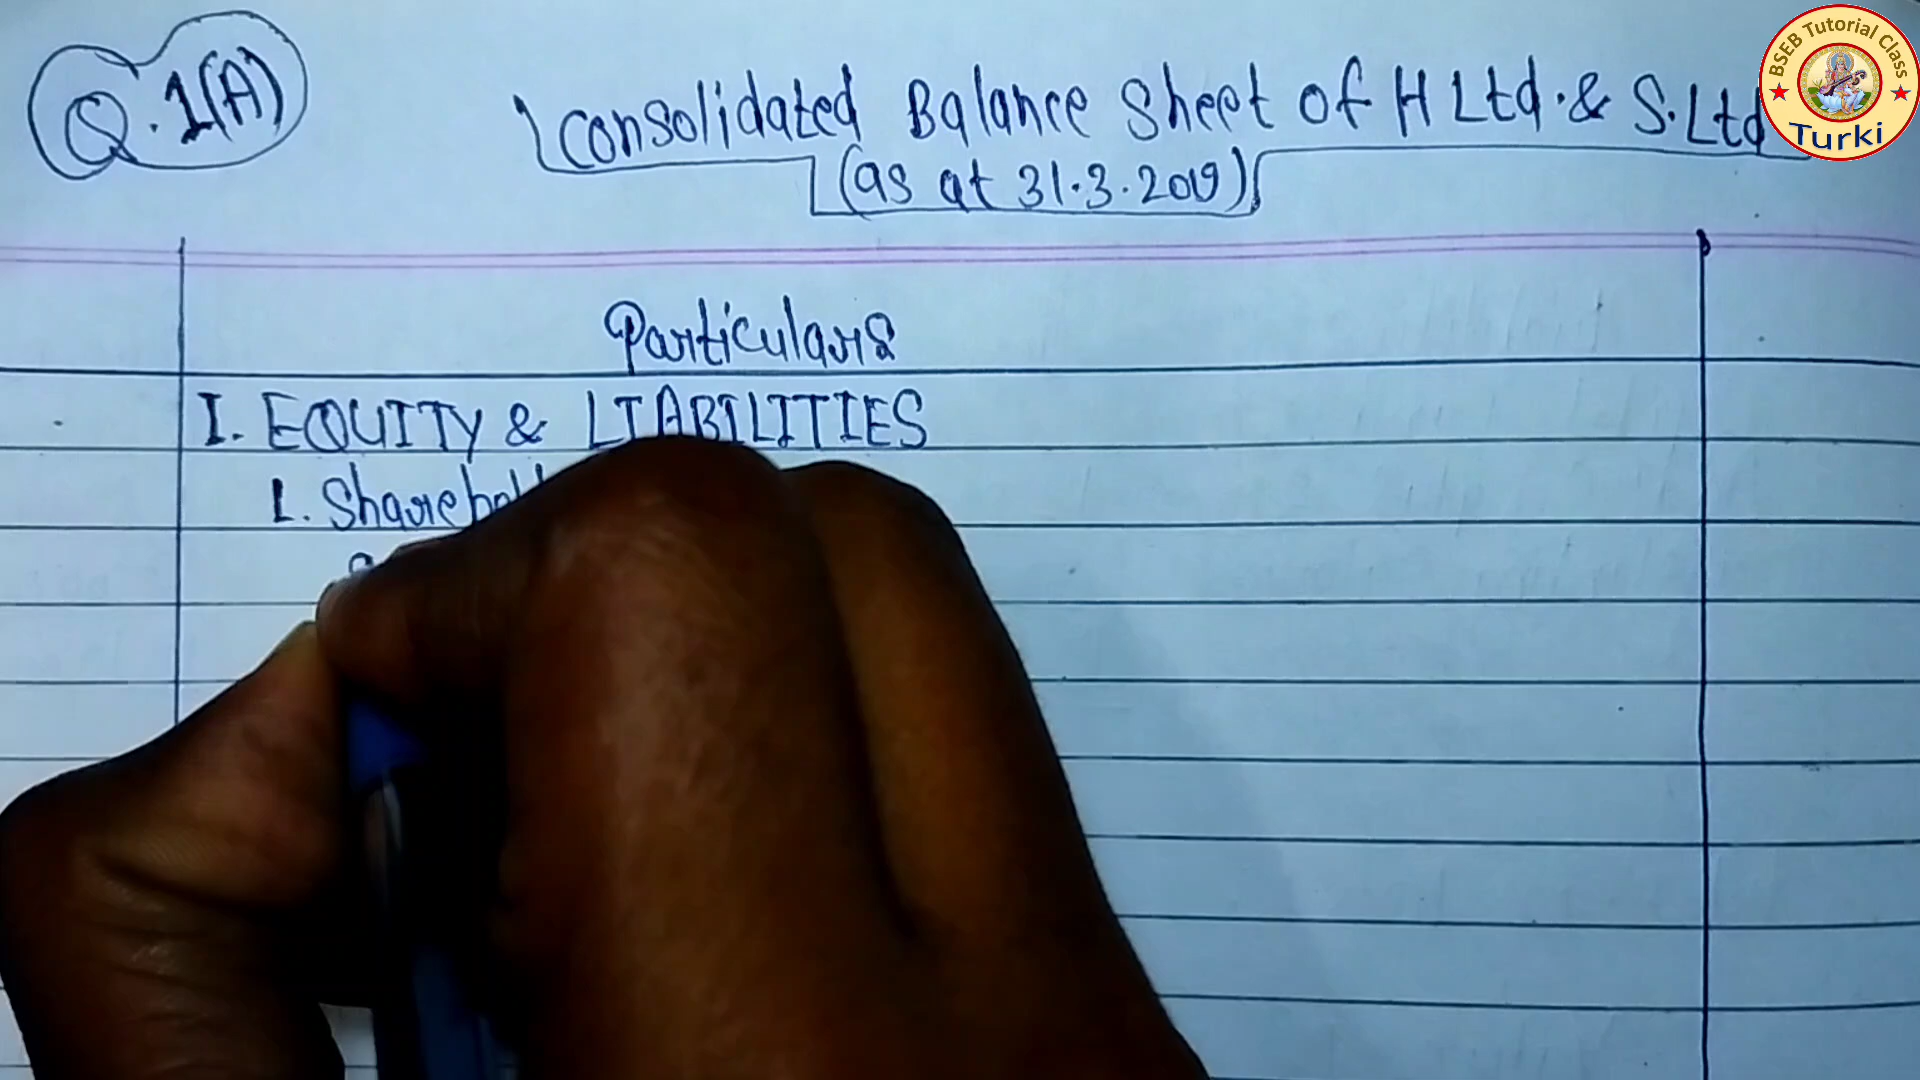 Q.1(A)
Consolidated Balance Sheet of H Ltd. & S. Ltd
(as at 31.3.2019)
BSEB Tutorial Class
Turki
Particulars
I. EQUITY & LIABILITIES
1.